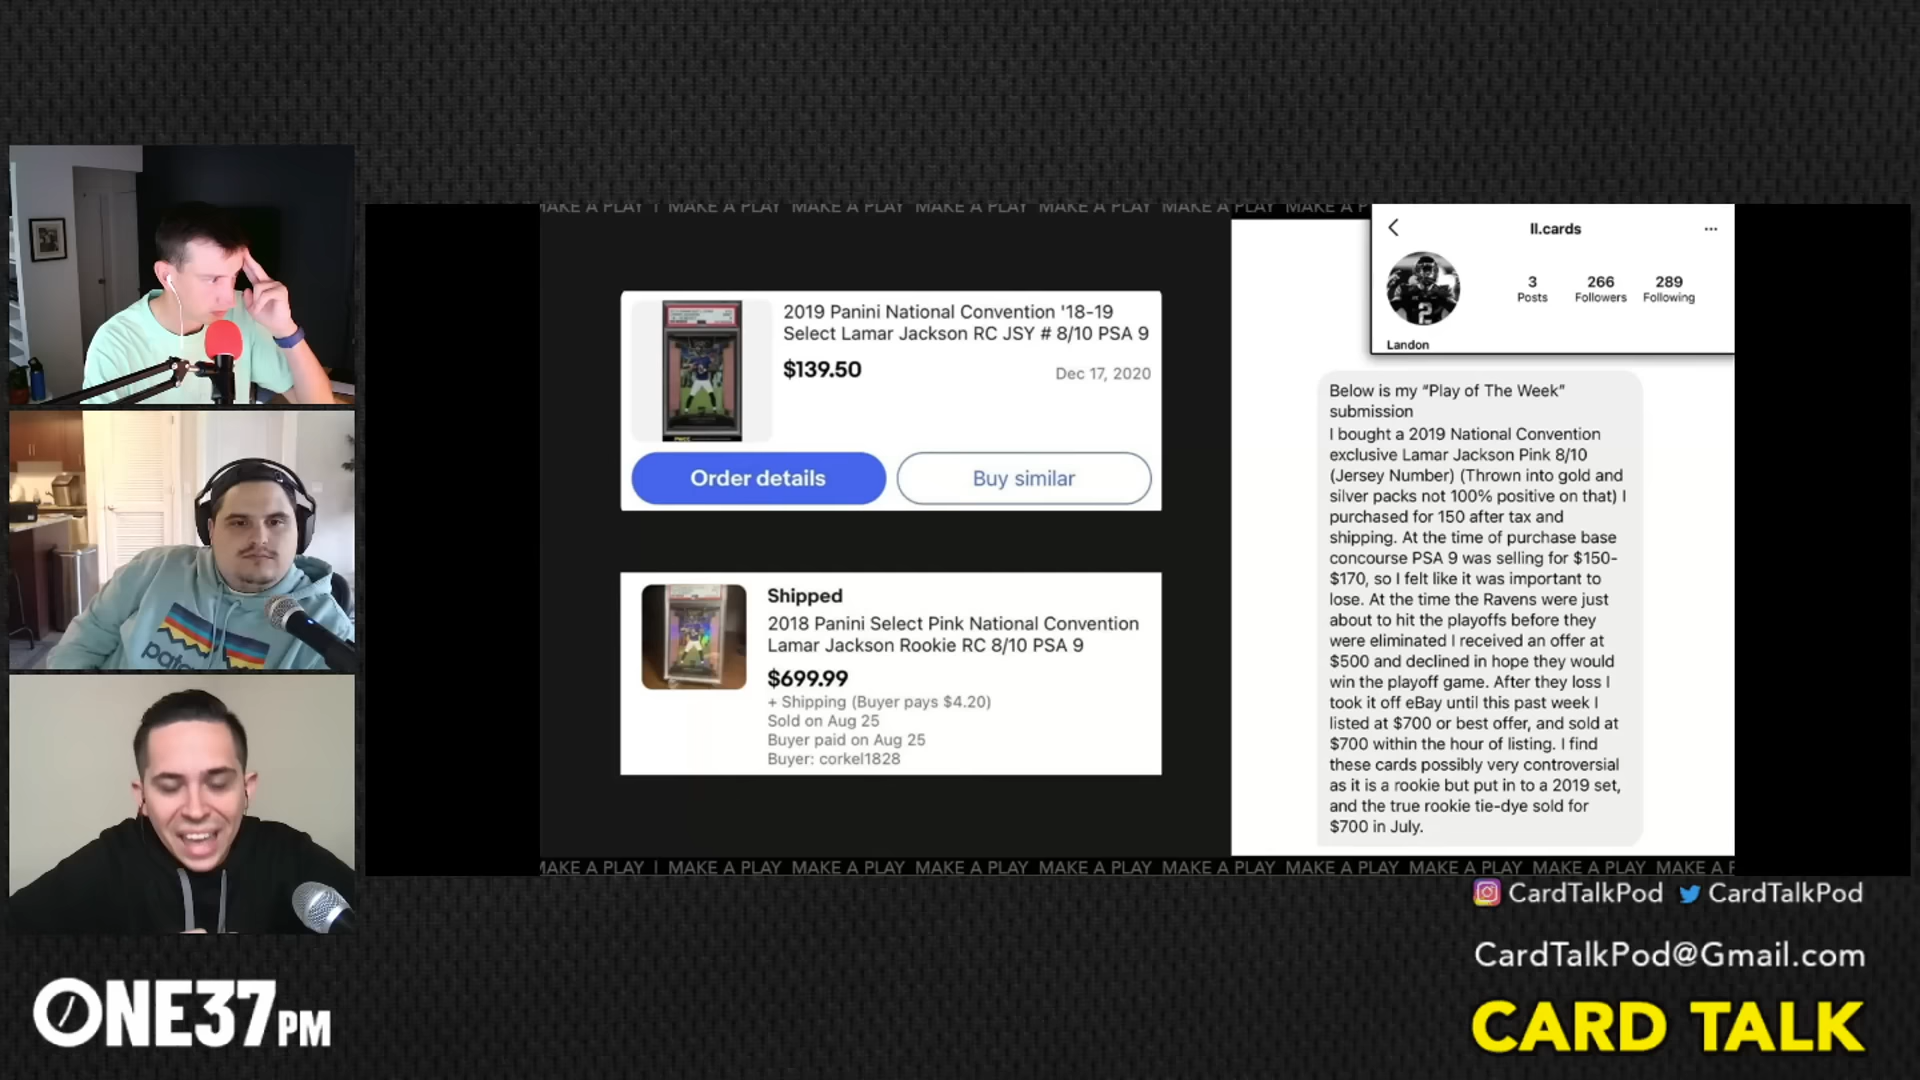 MAKE A PLAY | MAKE A PLAY MAKE A PLAY MAKE A PLAY MAKE A PLAY MAKE A PLAY MAKE A P
ll.cards
3
Posts
266
Followers
289
Following
Landon
2
2019 Panini National Convention '18-19
Select Lamar Jackson RC JSY # 8/10 PSA 9
$139.50
Dec 17, 2020
Order details
Buy similar
Shipped
2018 Panini Select Pink National Convention
Lamar Jackson Rookie RC 8/10 PSA 9
$699.99
+ Shipping (Buyer pays $4.20)
Sold on Aug 25
Buyer paid on Aug 25
Buyer: corkel1828
Below is my “Play of The Week”
submission
I bought a 2019 National Convention
exclusive Lamar Jackson Pink 8/10
(Jersey Number) (Thrown into gold and
silver packs not 100% positive on that) I
purchased for 150 after tax and
shipping. At the time of purchase base
concourse PSA 9 was selling for $150-
$170, so I felt like it was important to
lose. At the time the Ravens were just
about to hit the playoffs before they
were eliminated I received an offer at
$500 and declined in hope they would
win the playoff game. After they loss I
took it off eBay until this past week I
listed at $700 or best offer, and sold at
$700 within the hour of listing. I find
these cards possibly very controversial
as it is a rookie but put in to a 2019 set,
and the true rookie tie-dye sold for
$700 in July.
MAKE A PLAY | MAKE A PLAY MAKE A PLAY MAKE A PLAY MAKE A PLAY MAKE A PLAY MAKE A PLAY MAKE A PLAY MAKE A P
pata
CardTalkPod CardTalkPod
CardTalkPod@Gmail.com
CARD TALK
ONE37PM